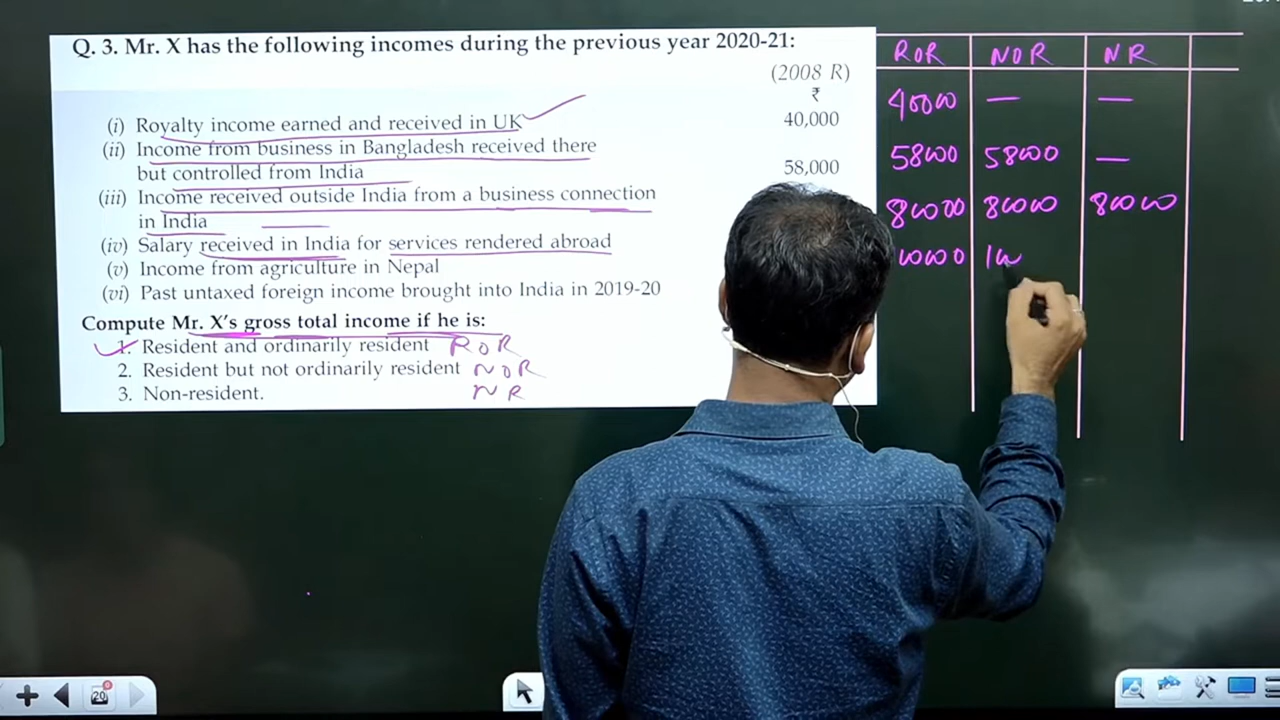 Q. 3. Mr. X has the following incomes during the previous year 2020-21:
(2008 R)
₹
(i) Royalty income earned and received in UK 40,000
(ii) Income from business in Bangladesh received there
but controlled from India 58,000
(iii) Income received outside India from a business connection
in India
(iv) Salary received in India for services rendered abroad
(v) Income from agriculture in Nepal
(vi) Past untaxed foreign income brought into India in 2019-20
Compute Mr. X's gross total income if he is:
1. Resident and ordinarily resident ROR
2. Resident but not ordinarily resident NOR
3. Non-resident. NR
ROR NOR NR
40000 — —
58000 58000 —
80000 80000 80000
20